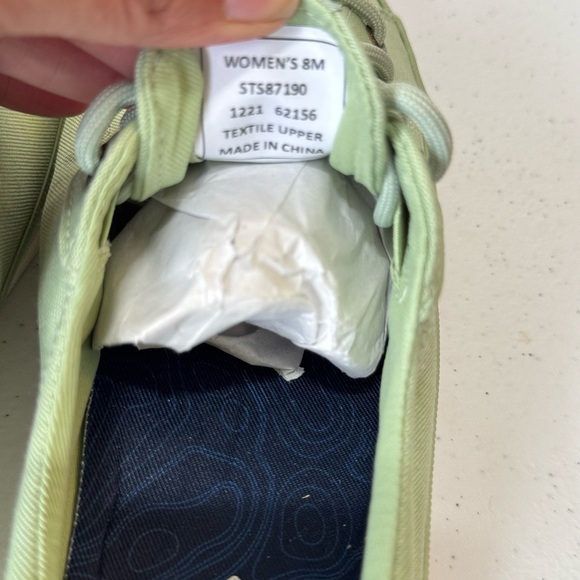 WOMEN'S 8M
STS87190
1221 62156
TEXTILE UPPER
MADE IN CHINA